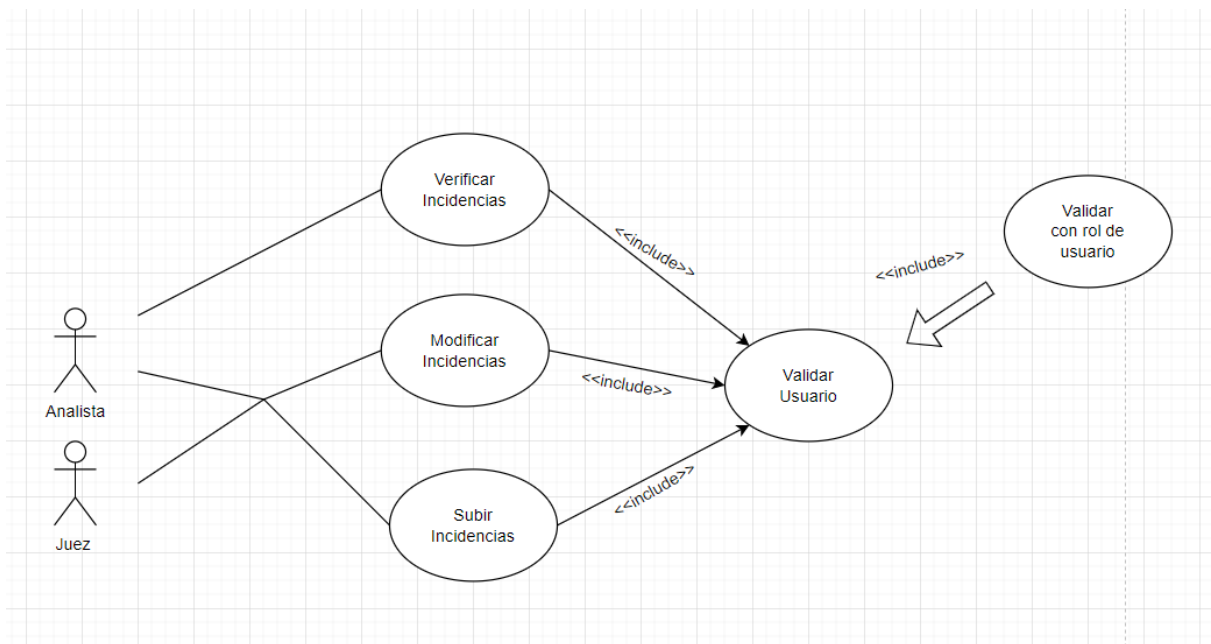 Verificar
Incidencias
<<include>>
Validar
con rol de
usuario
<<include>>
Modificar
Incidencias
<<include>>
Validar
Usuario
Analista
Subir
Incidencias
<<include>>
Juez